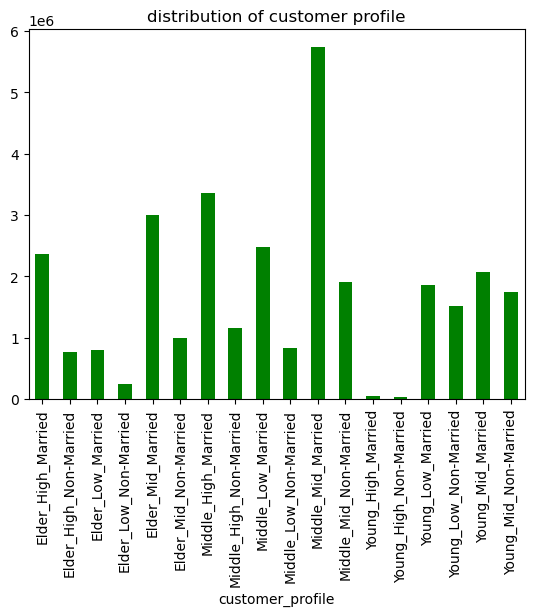 distribution of customer profile
1e6
6
5
4
3
2
1
0
Elder_High_Married
Elder_High_Non-Married
Elder_Low_Married
Elder_Low_Non-Married
Elder_Mid_Married
Elder_Mid_Non-Married
Middle_High_Married
Middle_High_Non-Married
Middle_Low_Married
Middle_Low_Non-Married
Middle_Mid_Married
Middle_Mid_Non-Married
Young_High_Married
Young_High_Non-Married
Young_Low_Married
Young_Low_Non-Married
Young_Mid_Married
Young_Mid_Non-Married
customer_profile